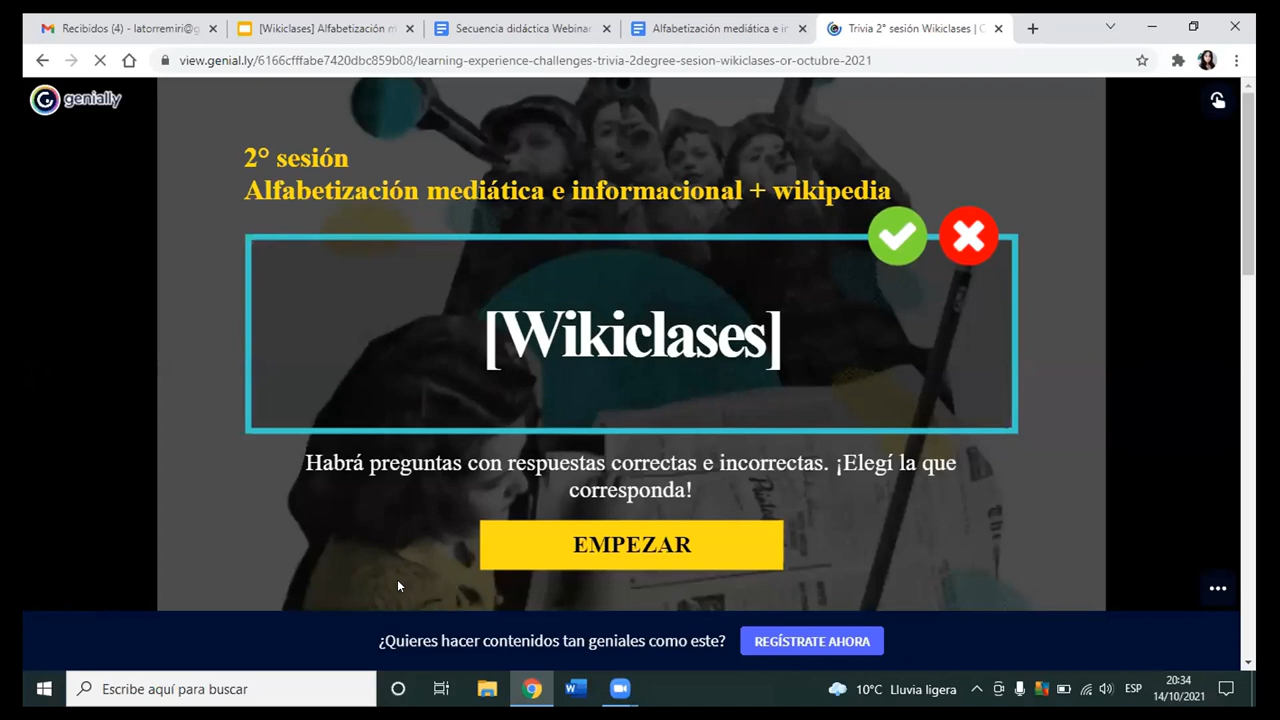 Recibidos (4) - latorremiri@g
[Wikiclases] Alfabetización m
Secuencia didáctica Webinar
Alfabetización mediática e in
Trivia 2° sesión Wikiclases | O
view.genial.ly/6166cfffabe7420dbc859b08/learning-experience-challenges-trivia-2degree-sesion-wikiclases-or-octubre-2021
genially
2° sesión
Alfabetización mediática e informacional + wikipedia
[Wikiclases]
Habrá preguntas con respuestas correctas e incorrectas. ¡Elegí la que
corresponda!
EMPEZAR
¿Quieres hacer contenidos tan geniales como este?
REGÍSTRATE AHORA
Escribe aquí para buscar
10°C Lluvia ligera
ESP
20:34
14/10/2021